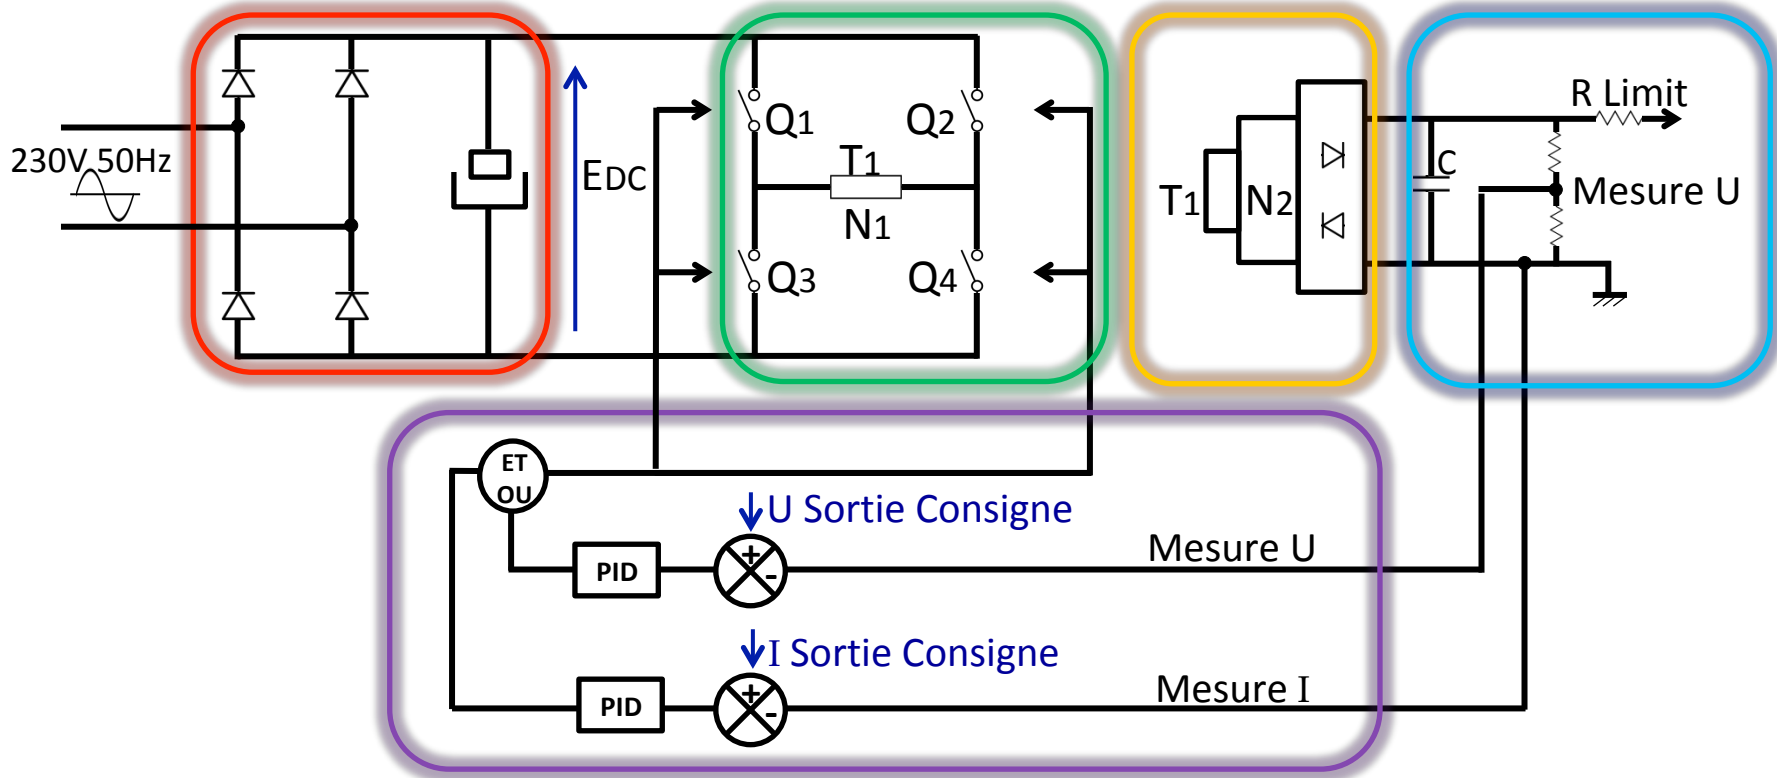 230V 50Hz
EDC
Q1
Q2
T1
N1
Q3
Q4
T1
N2
C
R Limit
Mesure U
ET
OU
U Sortie Consigne
+
-
PID
Mesure U
I Sortie Consigne
+
-
PID
Mesure I